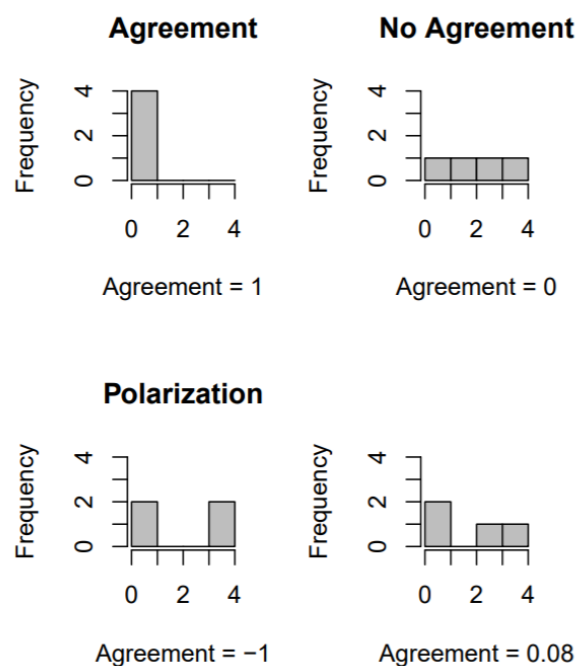 Agreement
Frequency
4
2
0
0 2 4
Agreement = 1
No Agreement
Frequency
4
2
0
0 2 4
Agreement = 0
Polarization
Frequency
4
2
0
0 2 4
Agreement = −1
Frequency
4
2
0
0 2 4
Agreement = 0.08